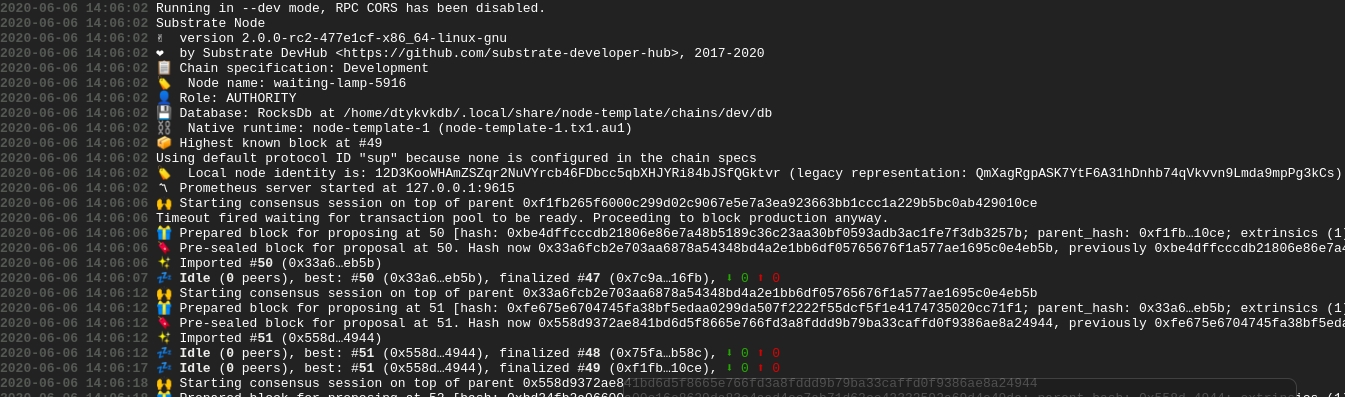 2020-06-06 14:06:02 Running in --dev mode, RPC CORS has been disabled.
2020-06-06 14:06:02 Substrate Node
2020-06-06 14:06:02 ✌️ version 2.0.0-rc2-477e1cf-x86_64-linux-gnu
2020-06-06 14:06:02 ❤️ by Substrate DevHub <https://github.com/substrate-developer-hub>, 2017-2020
2020-06-06 14:06:02 📋 Chain specification: Development
2020-06-06 14:06:02 🏷 Node name: waiting-lamp-5916
2020-06-06 14:06:02 👤 Role: AUTHORITY
2020-06-06 14:06:02 💾 Database: RocksDb at /home/dtykvkdb/.local/share/node-template/chains/dev/db
2020-06-06 14:06:02 ⛓ Native runtime: node-template-1 (node-template-1.tx1.au1)
2020-06-06 14:06:02 📦 Highest known block at #49
2020-06-06 14:06:02 Using default protocol ID "sup" because none is configured in the chain specs
2020-06-06 14:06:02 🏷 Local node identity is: 12D3KooWHAmZSZqr2NuVYrcb46FDbcc5qbXHJYRi84bJSfQGktvr (legacy representation: QmXagRgpASK7YtF6A31hDnhb74qVkvvn9Lmda9mpPg3kCs)
2020-06-06 14:06:02 〽️ Prometheus server started at 127.0.0.1:9615
2020-06-06 14:06:06 🙌 Starting consensus session on top of parent 0xf1fb265f6000c299d02c9067e5e7a3ea923663bb1ccc1a229b5bc0ab429010ce
2020-06-06 14:06:06 Timeout fired waiting for transaction pool to be ready. Proceeding to block production anyway.
2020-06-06 14:06:06 🎁 Prepared block for proposing at 50 [hash: 0xbe4dffcccdb21806e86e7a48b5189c36c23aa30bf0593adb3ac1fe7f3db3257b; parent_hash: 0xf1fb…10ce; extrinsics (1
2020-06-06 14:06:06 🔖 Pre-sealed block for proposal at 50. Hash now 0x33a6fcb2e703aa6878a54348bd4a2e1bb6df05765676f1a577ae1695c0eb5b, previously 0xbe4dffcccdb21806e86e7a4
2020-06-06 14:06:06 ✨ Imported #50 (0x33a6…eb5b)
2020-06-06 14:06:07 💤 Idle (0 peers), best: #50 (0x33a6…eb5b), finalized #47 (0x7c9a…16fb), ⬇ 0 ⬆ 0
2020-06-06 14:06:12 🙌 Starting consensus session on top of parent 0x33a6fcb2e703aa6878a54348bd4a2e1bb6df05765676f1a577ae1695c0eb5b
2020-06-06 14:06:12 🎁 Prepared block for proposing at 51 [hash: 0xfe675e6704745fa38bf5edaa0299da507f2222f55dcf5f1e4174735020cc71f1; parent_hash: 0x33a6…eb5b; extrinsics (1)
2020-06-06 14:06:12 🔖 Pre-sealed block for proposal at 51. Hash now 0x558d9372ae841bd6d5f8665e766fd3a8fddd9b79ba33caffd0f9386ae8a24944, previously 0xfe675e6704745fa38bf5eda
2020-06-06 14:06:12 ✨ Imported #51 (0x558d…4944)
2020-06-06 14:06:12 💤 Idle (0 peers), best: #51 (0x558d…4944), finalized #48 (0x75fa…b58c), ⬇ 0 ⬆ 0
2020-06-06 14:06:17 💤 Idle (0 peers), best: #51 (0x558d…4944), finalized #49 (0xf1fb…10ce), ⬇ 0 ⬆ 0
2020-06-06 14:06:18 🙌 Starting consensus session on top of parent 0x558d9372ae841bd6d5f8665e766fd3a8fddd9b79ba33caffd0f9386ae8a24944